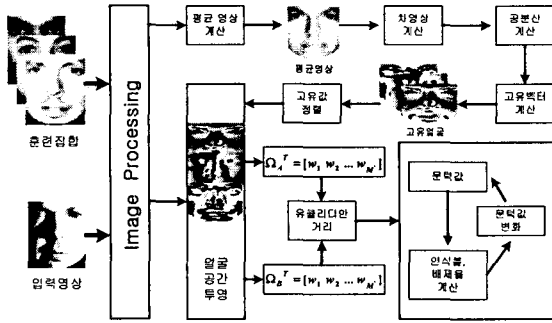 평균 영상
계산
평균영상
차영상
계산
공분산
계산
훈련집합
Image Processing
고유값
정렬
고유얼굴
고유벡터
계산
Ω_A^T = [w_1 w_2 ... w_M']
문턱값
유클리디안
거리
문턱값
변화
입력영상
얼굴
공간
투영
Ω_B^T = [w_1 w_2 ... w_M']
인식률,
배제율
계산